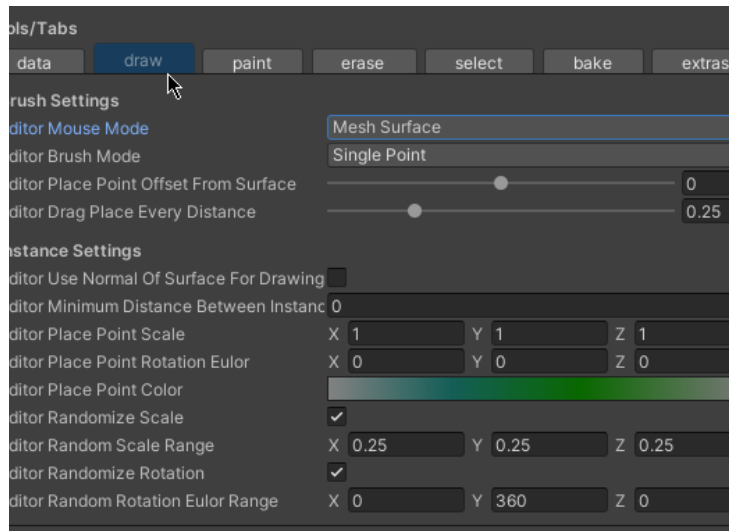 ols/Tabs
data draw paint erase select bake extras
rush Settings
ditor Mouse Mode Mesh Surface
ditor Brush Mode Single Point
ditor Place Point Offset From Surface 0
ditor Drag Place Every Distance 0.25
nstance Settings
ditor Use Normal Of Surface For Drawing
ditor Minimum Distance Between Instanc 0
ditor Place Point Scale X 1 Y 1 Z 1
ditor Place Point Rotation Eulor X 0 Y 0 Z 0
ditor Place Point Color
ditor Randomize Scale
ditor Random Scale Range X 0.25 Y 0.25 Z 0.25
ditor Randomize Rotation
ditor Random Rotation Eulor Range X 0 Y 360 Z 0